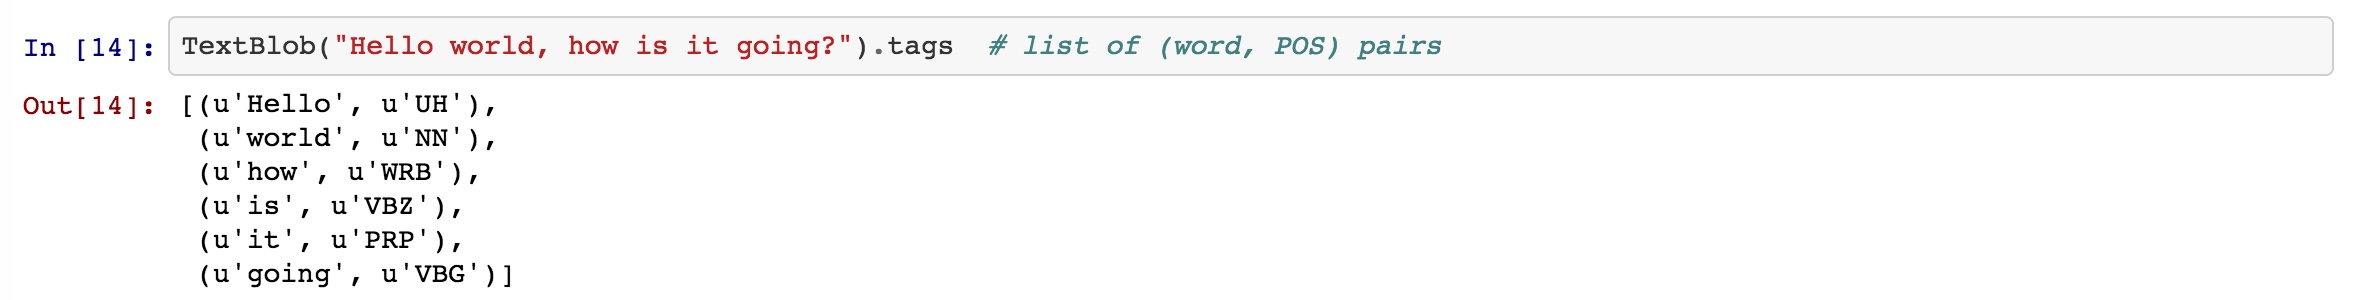 In [14]: TextBlob("Hello world, how is it going?").tags  # list of (word, POS) pairs
Out[14]: [(u'Hello', u'UH'),
 (u'world', u'NN'),
 (u'how', u'WRB'),
 (u'is', u'VBZ'),
 (u'it', u'PRP'),
 (u'going', u'VBG')]